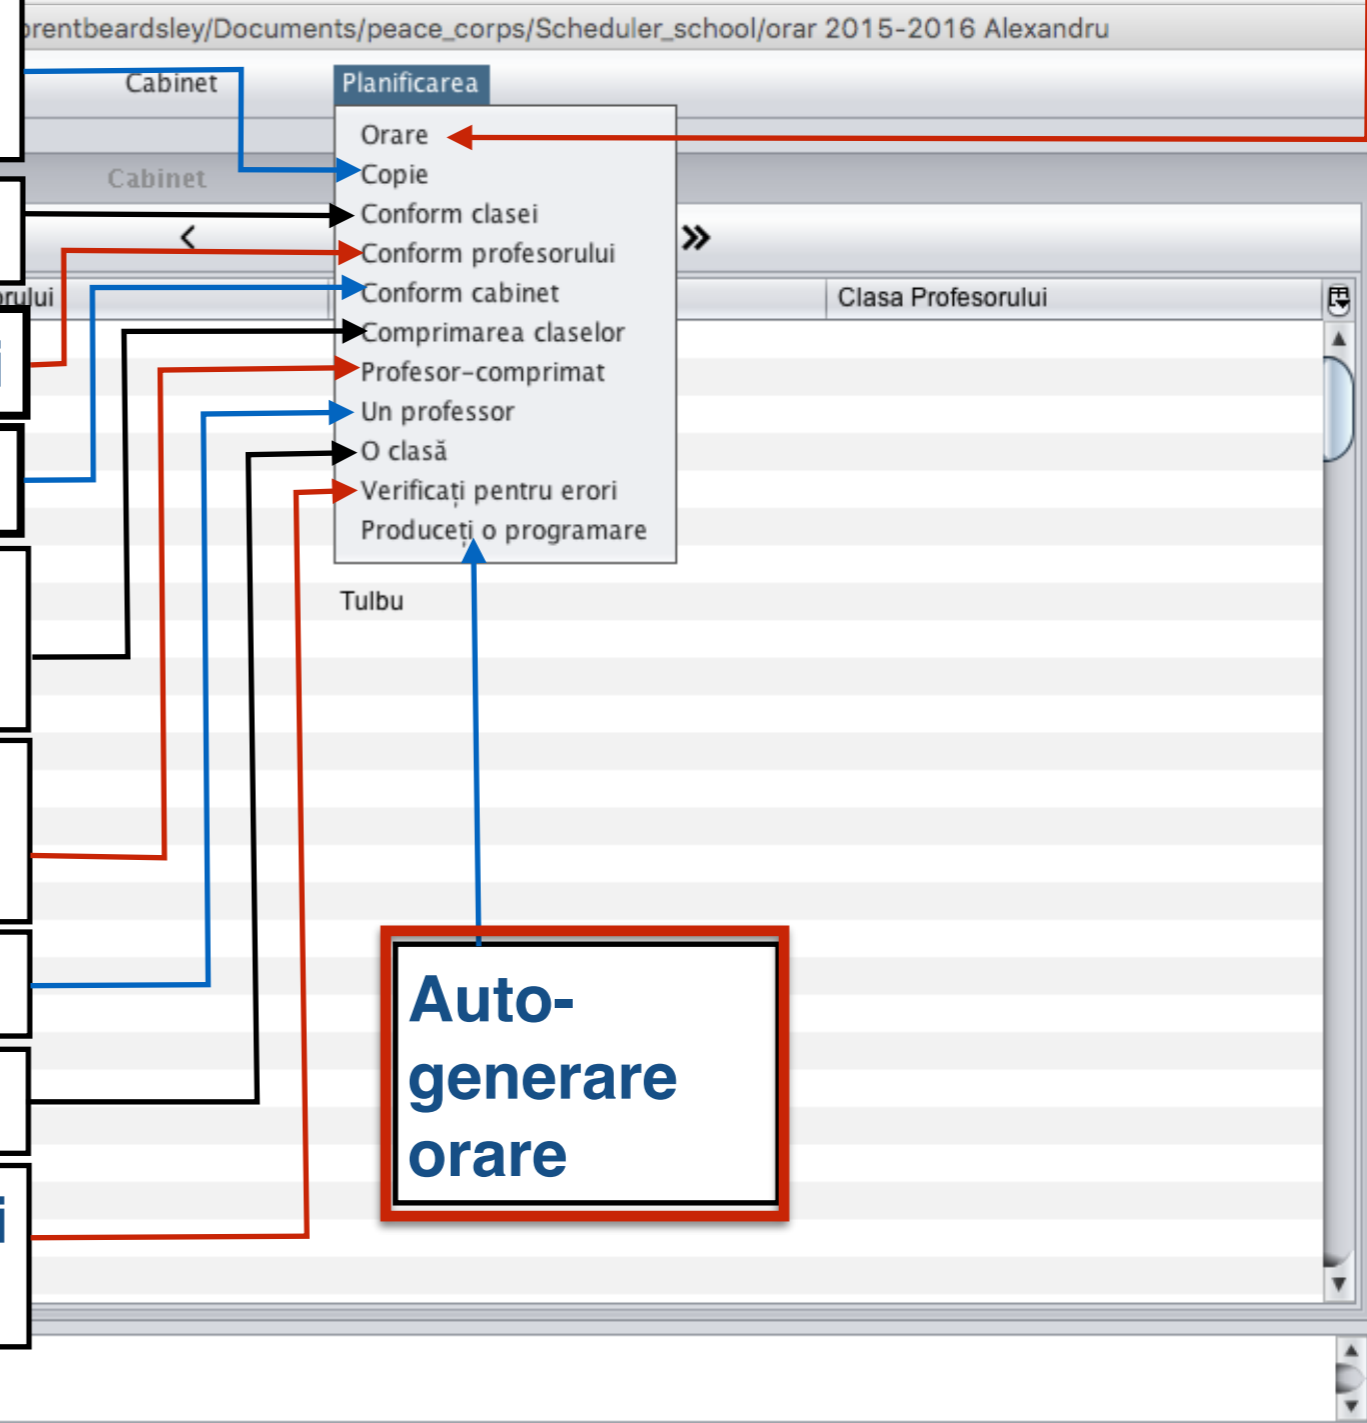 brentbeardsley/Documents/peace_corps/Scheduler_school/orar 2015-2016 Alexandru
Cabinet
Planificarea
Orare
Copie
Cabinet
Conform clasei
Conform profesorului
Conform cabinet
Clasa Profesorului
Comprimarea claselor
Profesor-comprimat
Un professor
O clasă
Verificați pentru erori
Produceți o programare
Tulbu
Auto-
generare
orare